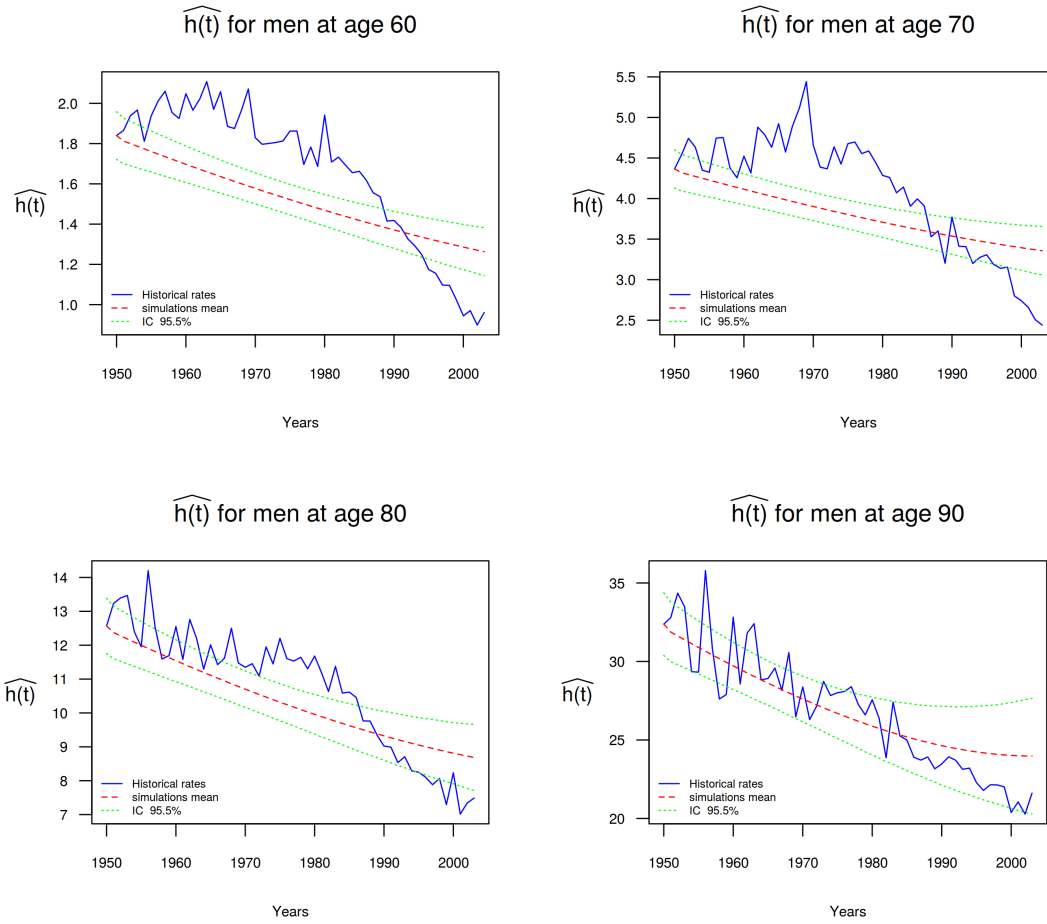 h(t) for men at age 60
h(t)
2.0
1.8
1.6
1.4
1.2
1.0
Historical rates
simulations mean
IC 95.5%
1950 1960 1970 1980 1990 2000
Years
h(t) for men at age 70
h(t)
5.5
5.0
4.5
4.0
3.5
3.0
2.5
Historical rates
simulations mean
IC 95.5%
1950 1960 1970 1980 1990 2000
Years
h(t) for men at age 80
h(t)
14
13
12
11
10
9
8
7
Historical rates
simulations mean
IC 95.5%
1950 1960 1970 1980 1990 2000
Years
h(t) for men at age 90
h(t)
35
30
25
20
Historical rates
simulations mean
IC 95.5%
1950 1960 1970 1980 1990 2000
Years